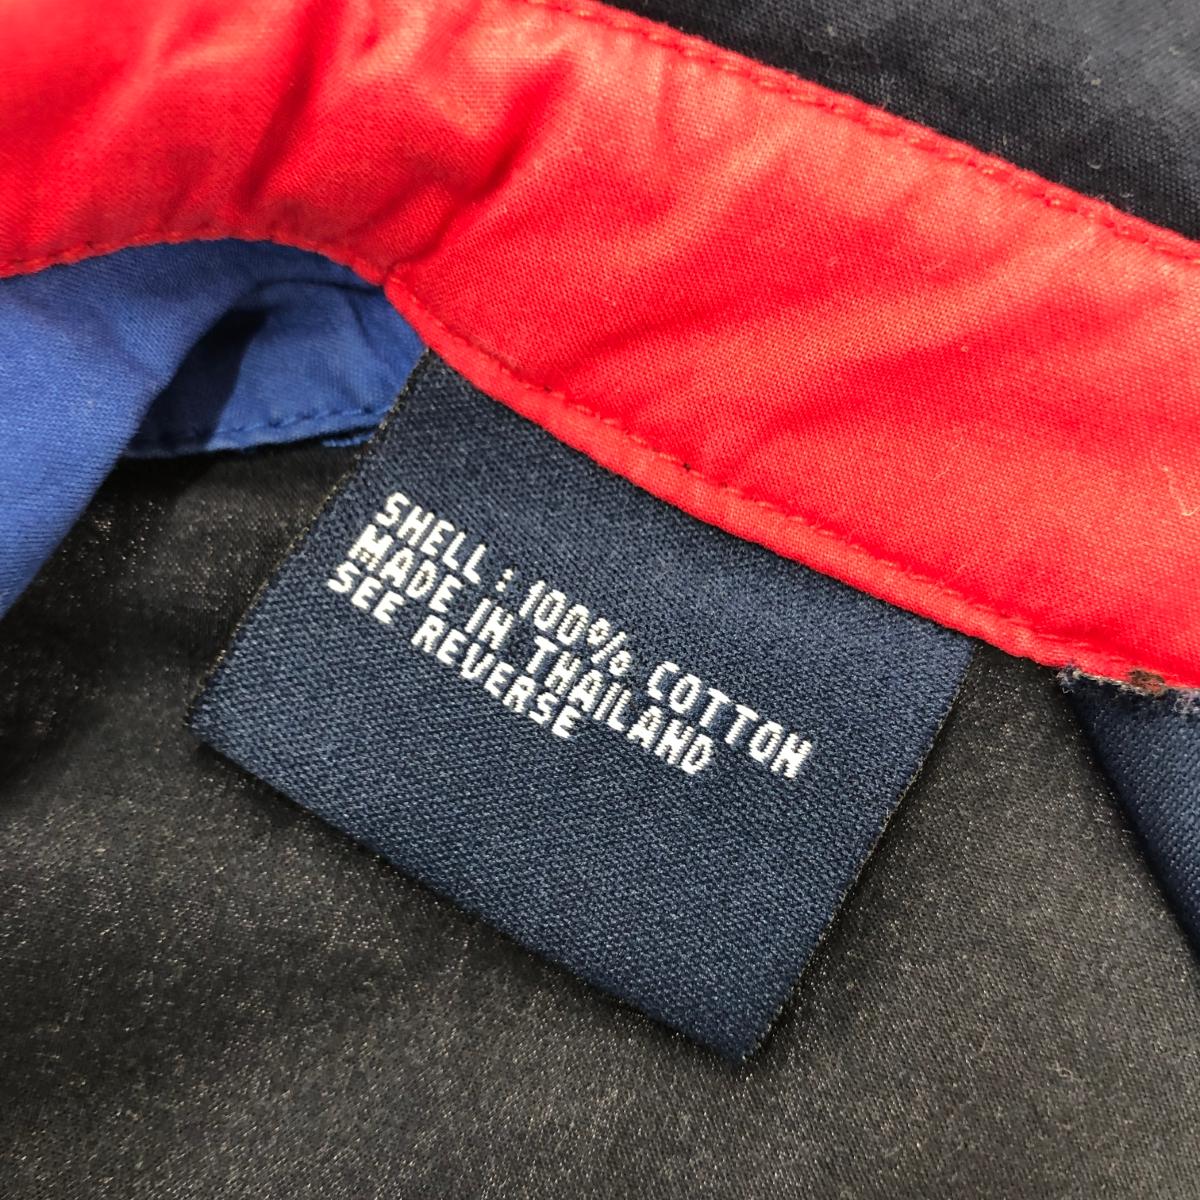 SHELL : 100% COTTON
MADE IN THAILAND
SEE REVERSE